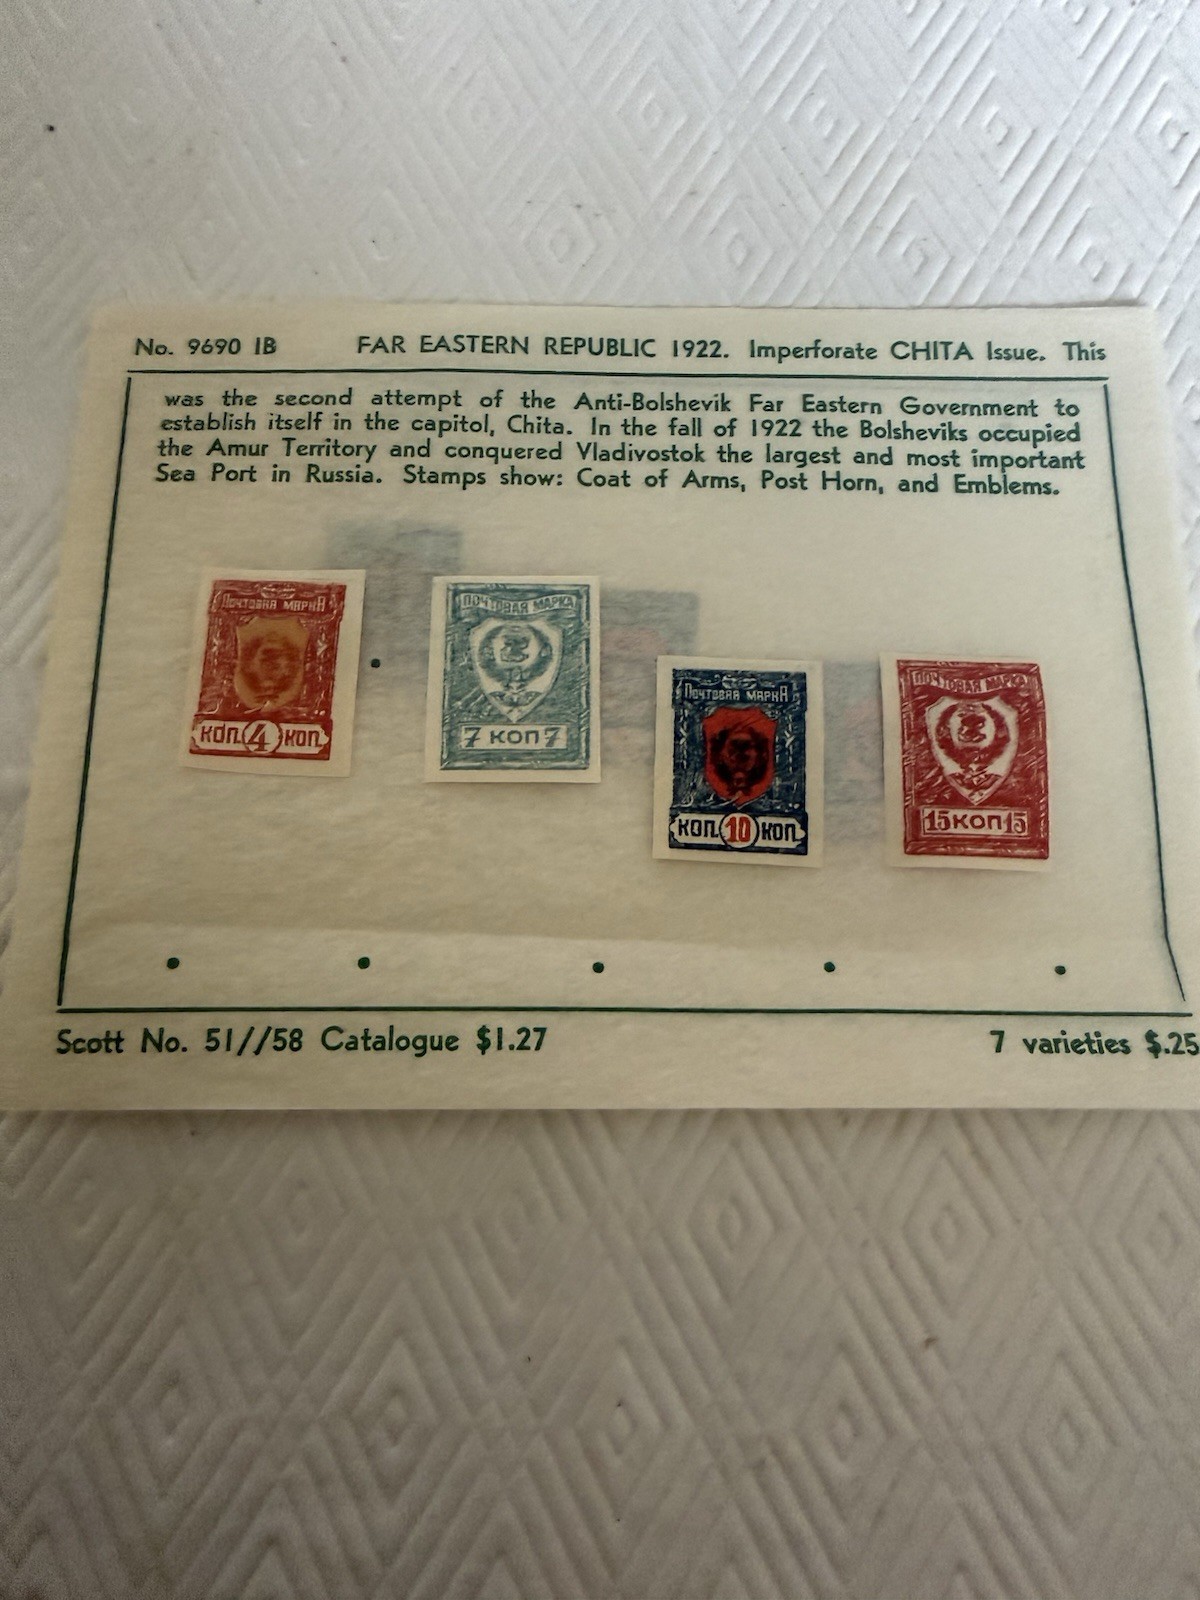 No. 9690 IB FAR EASTERN REPUBLIC 1922. Imperforate CHITA Issue. This
was the second attempt of the Anti-Bolshevik Far Eastern Government to
establish itself in the capitol, Chita. In the fall of 1922 the Bolsheviks occupied
the Amur Territory and conquered Vladivostok the largest and most important
Sea Port in Russia. Stamps show: Coat of Arms, Post Horn, and Emblems.
ПОЧТОВАЯ МАРКА
КОП. 4 КОП.
ПОЧТОВАЯ МАРКА
7 КОП 7
ПОЧТОВАЯ МАРКА
КОП. 10 КОП.
ПОЧТОВАЯ МАРКА
15 КОП 15
Scott No. 51//58 Catalogue $1.27 7 varieties $.25